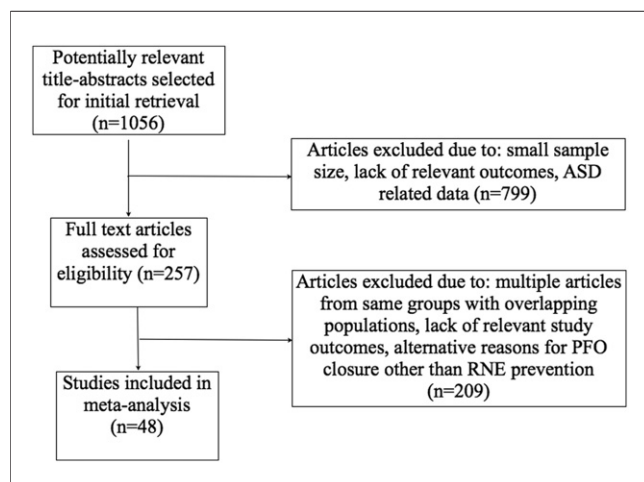 Potentially relevant
title-abstracts selected
for initial retrieval
(n=1056)
Articles excluded due to: small sample
size, lack of relevant outcomes, ASD
related data (n=799)
Full text articles
assessed for
eligibility (n=257)
Articles excluded due to: multiple articles
from same groups with overlapping
populations, lack of relevant study
outcomes, alternative reasons for PFO
closure other than RNE prevention
(n=209)
Studies included in
meta-analysis
(n=48)